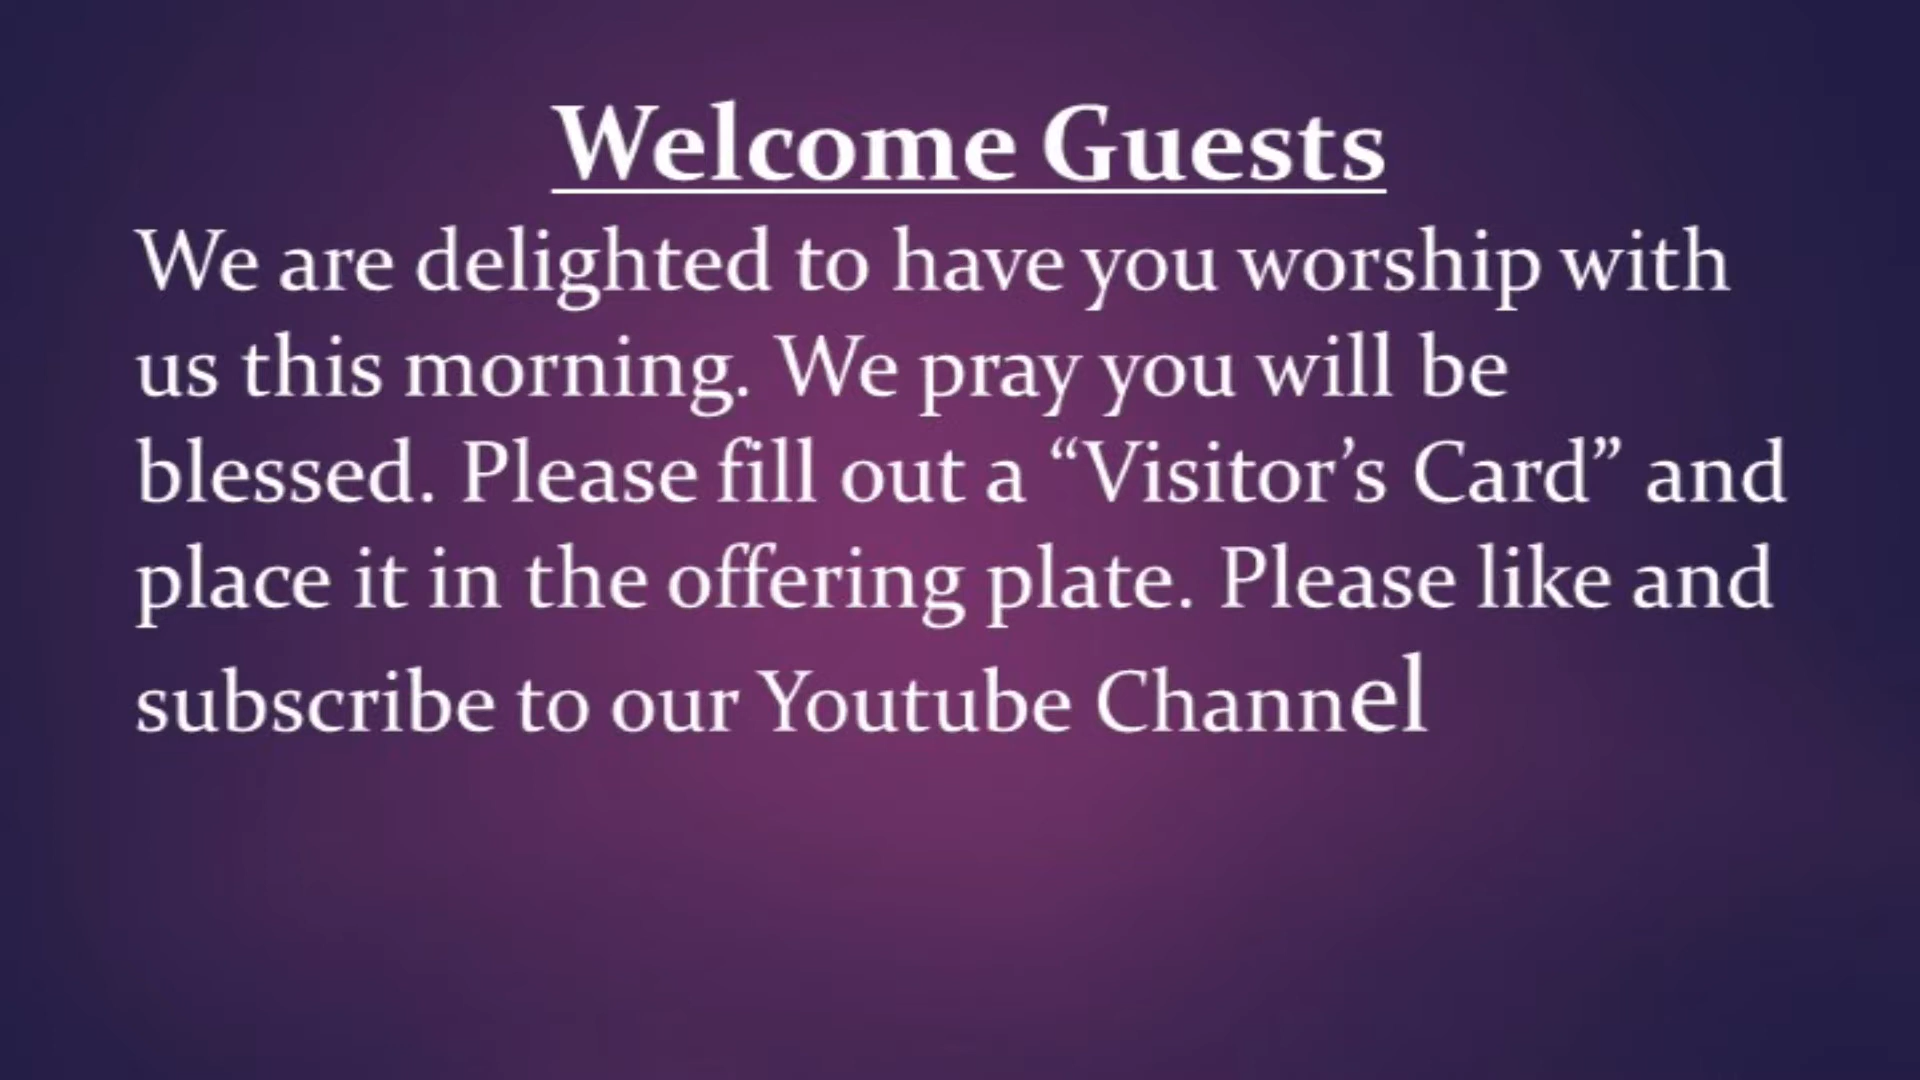 Welcome Guests
We are delighted to have you worship with
us this morning. We pray you will be
blessed. Please fill out a “Visitor’s Card” and
place it in the offering plate. Please like and
subscribe to our Youtube Channel